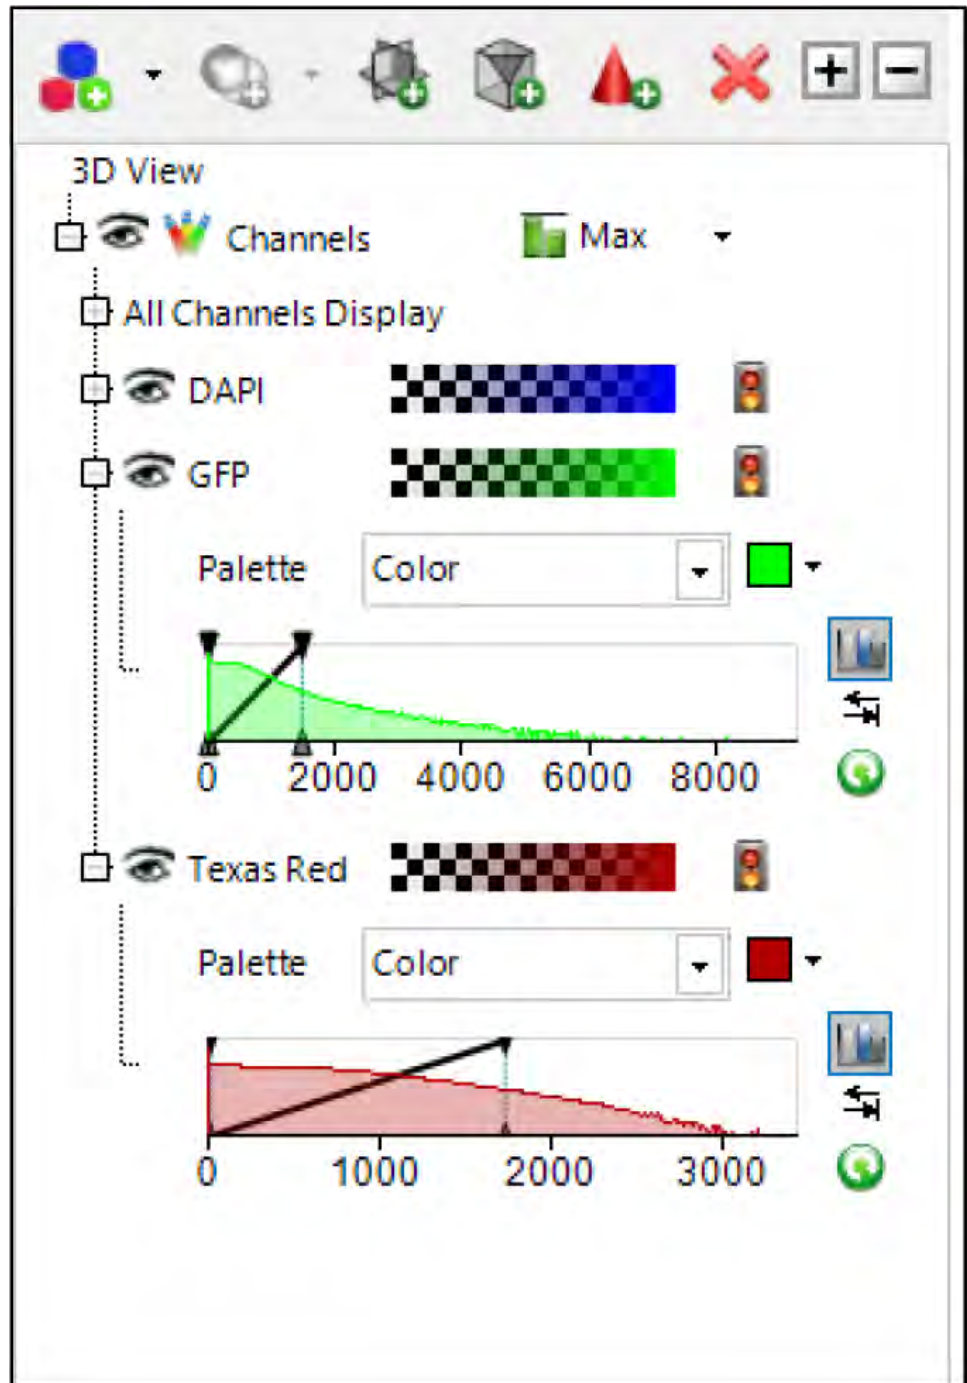 3D View
Channels Max
All Channels Display
DAPI
GFP
Palette Color
0 2000 4000 6000 8000
Texas Red
Palette Color
0 1000 2000 3000